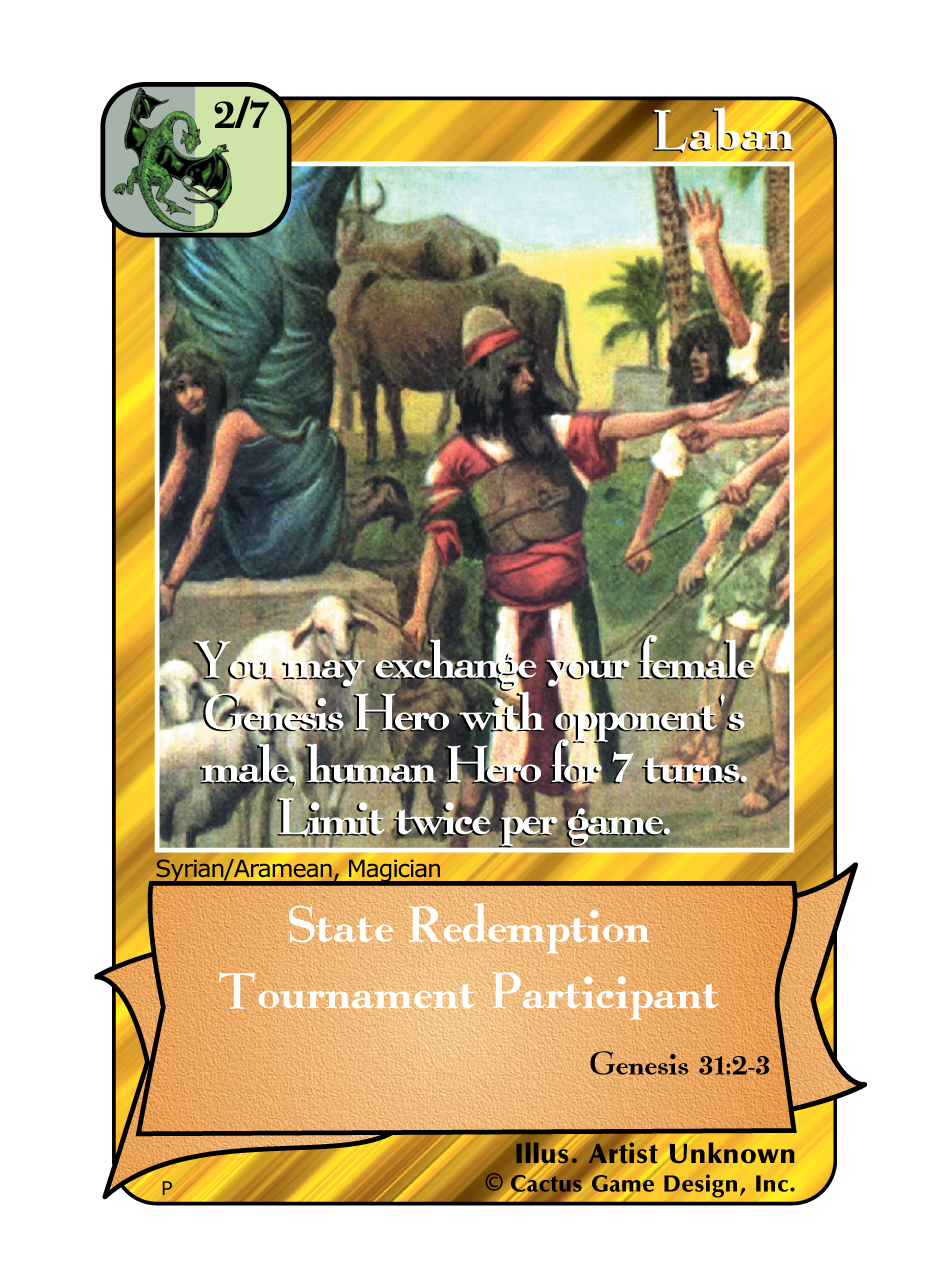 2/7
Laban
You may exchange your female
Genesis Hero with opponent's
male, human Hero for 7 turns.
Limit twice per game.
Syrian/Aramean, Magician
State Redemption
Tournament Participant
Genesis 31:2-3
Illus. Artist Unknown
P
© Cactus Game Design, Inc.